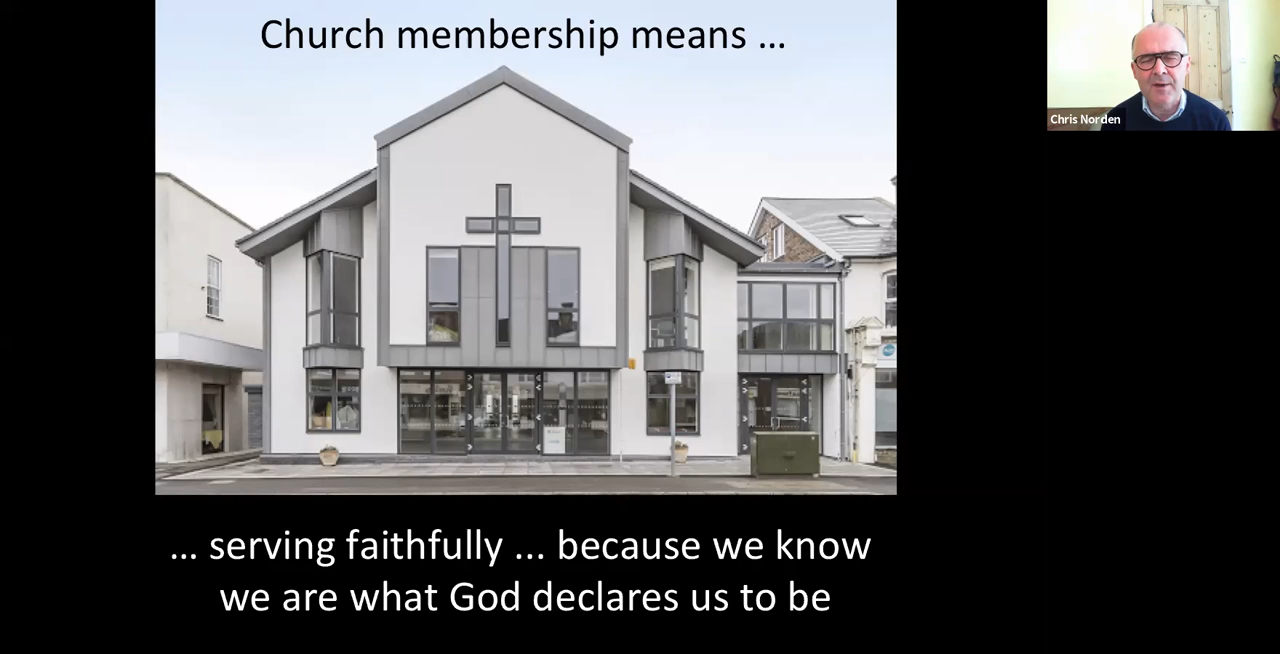 Church membership means ...
Chris Norden
... serving faithfully ... because we know
we are what God declares us to be